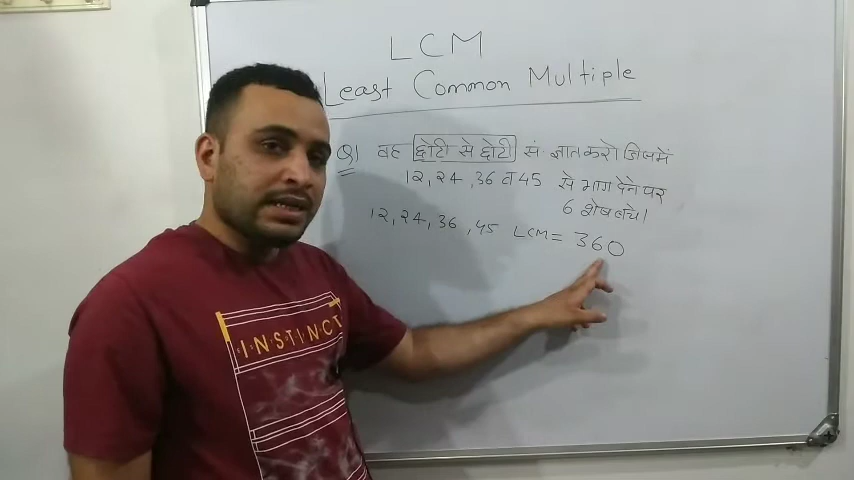 LCM
Least Common Multiple
Q1 वह छोटी से छोटी सं. ज्ञात करो जिसमें
12, 24, 36 व 45 से भाग देने पर
6 शेष बचे।
12, 24, 36, 45 LCM = 360
INSTINCT